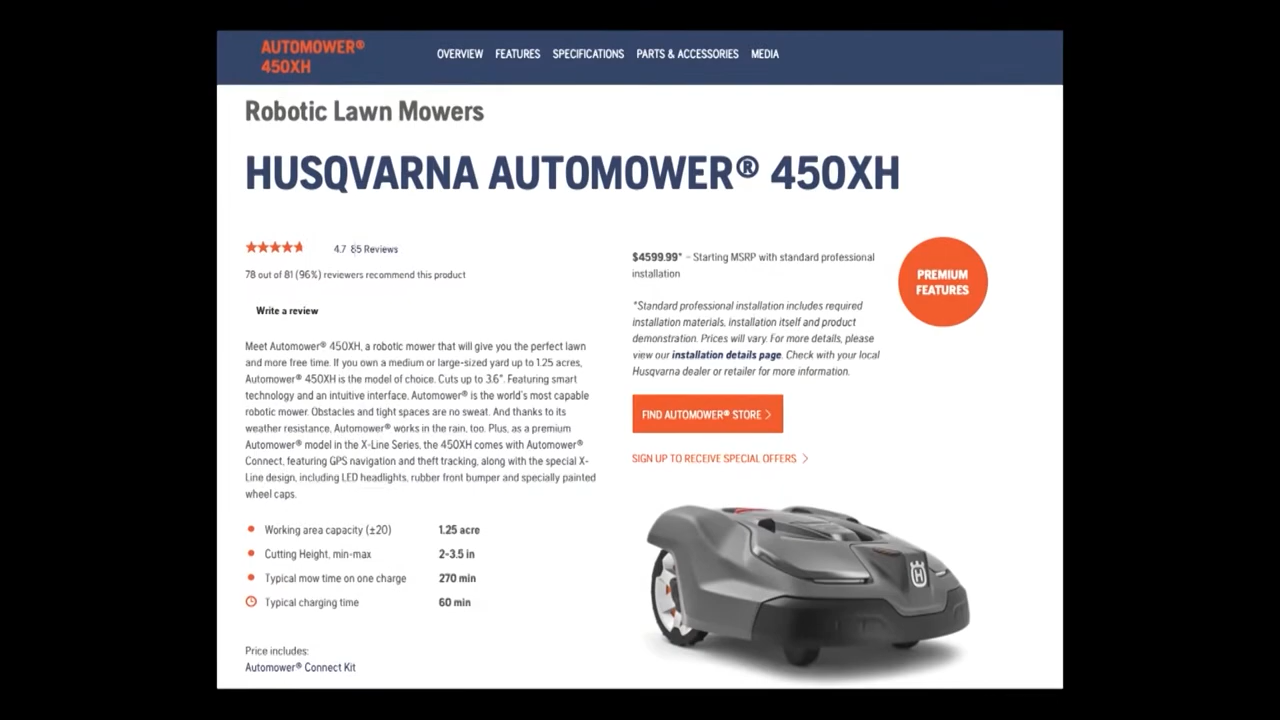 AUTOMOWER®
450XH
OVERVIEW FEATURES SPECIFICATIONS PARTS & ACCESSORIES MEDIA
Robotic Lawn Mowers
HUSQVARNA AUTOMOWER® 450XH
4.7 85 Reviews
78 out of 81 (96%) reviewers recommend this product
Write a review
Meet Automower® 450XH, a robotic mower that will give you the perfect lawn
and more free time. If you own a medium or large-sized yard up to 1.25 acres,
Automower® 450XH is the model of choice. Cuts up to 3.6". Featuring smart
technology and an intuitive interface, Automower® is the world's most capable
robotic mower. Obstacles and tight spaces are no sweat. And thanks to its
weather resistance, Automower® works in the rain, too. Plus, as a premium
Automower® model in the X-Line Series, the 450XH comes with Automower®
Connect, featuring GPS navigation and theft tracking, along with the special X-
Line design, including LED headlights, rubber front bumper and specially painted
wheel caps.
Working area capacity (±20) 1.25 acre
Cutting Height, min-max 2-3.5 in
Typical mow time on one charge 270 min
Typical charging time 60 min
Price includes:
Automower® Connect Kit
$4599.99* – Starting MSRP with standard professional
installation
*Standard professional installation includes required
installation materials, installation itself and product
demonstration. Prices will vary. For more details, please
view our installation details page. Check with your local
Husqvarna dealer or retailer for more information.
FIND AUTOMOWER® STORE >
SIGN UP TO RECEIVE SPECIAL OFFERS >
PREMIUM
FEATURES